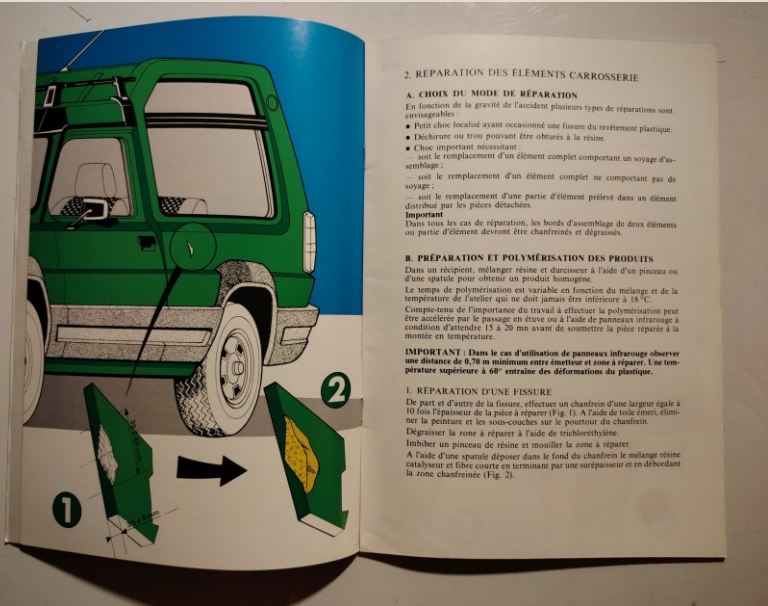 2
1
2. RÉPARATION DES ÉLÉMENTS CARROSSERIE
A. CHOIX DU MODE DE RÉPARATION
En fonction de la gravité de l'accident plusieurs types de réparations sont
envisageables :
● Petit choc localisé ayant occasionné une fissure du revêtement plastique.
● Déchirure ou trou pouvant être obturés à la résine.
● Choc important nécessitant :
— soit le remplacement d'un élément complet comportant un soyage d'as-
semblage ;
— soit le remplacement d'un élément complet ne comportant pas de
soyage ;
— soit le remplacement d'une partie d'élément prélevé dans un élément
distribué par les pièces détachées.
Important
Dans tous les cas de réparation, les bords d'assemblage de deux éléments
ou partie d'élément devront être chanfreinés et dégraissés.
B. PRÉPARATION ET POLYMÉRISATION DES PRODUITS
Dans un récipient, mélanger résine et durcisseur à l'aide d'un pinceau ou
d'une spatule pour obtenir un produit homogène.
Le temps de polymérisation est variable en fonction du mélange et de la
température de l'atelier qui ne doit jamais être inférieure à 18 °C.
Compte-tenu de l'importance du travail à effectuer la polymérisation peut
être accélérée par le passage en étuve ou à l'aide de panneaux infrarouge à
condition d'attendre 15 à 20 mn avant de soumettre la pièce réparée à la
montée en température.
IMPORTANT : Dans le cas d'utilisation de panneaux infrarouge observer
une distance de 0,70 m minimum entre émetteur et zone à réparer. Une tem-
pérature supérieure à 60° entraine des déformations du plastique.
1. RÉPARATION D'UNE FISSURE
De part et d'autre de la fissure, effectuer un chanfrein d'une largeur égale à
10 fois l'épaisseur de la pièce à réparer (Fig. 1). A l'aide de toile émeri, élimi-
ner la peinture et les sous-couches sur le pourtour du chanfrein.
Dégraisser la zone à réparer à l'aide de trichloréthylène.
Imbiber un pinceau de résine et mouiller la zone à réparer.
A l'aide d'une spatule déposer dans le fond du chanfrein le mélange résine
catalyseur et fibre courte en terminant par une surépaisseur et en débordant
la zone chanfreinée (Fig. 2).